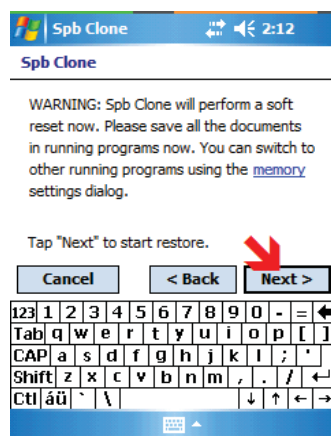 Spb Clone 2:12
Spb Clone
WARNING: Spb Clone will perform a soft
reset now. Please save all the documents
in running programs now. You can switch to
other running programs using the memory
settings dialog.
Tap "Next" to start restore.
Cancel < Back Next >
123 1 2 3 4 5 6 7 8 9 0 - =
Tab q w e r t y u i o p [ ]
CAP a s d f g h j k l ; '
Shift z x c v b n m , . /
Ctl áü ` \ ↓ ↑ ← →